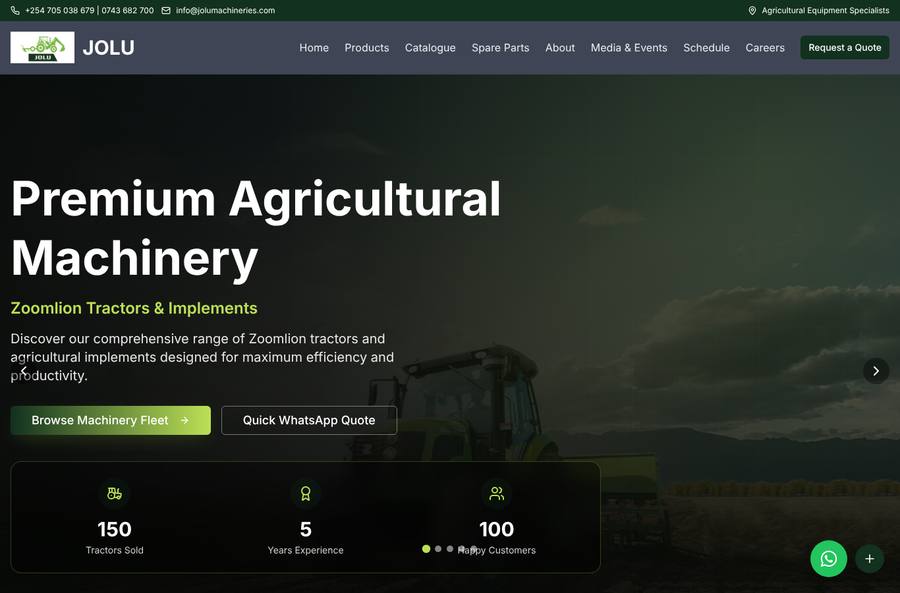 +254 705 038 679 | 0743 682 700
info@jolumachineries.com
Agricultural Equipment Specialists
JOLU
JOLU
Home
Products
Catalogue
Spare Parts
About
Media & Events
Schedule
Careers
Request a Quote
Premium Agricultural
Machinery
Zoomlion Tractors & Implements
Discover our comprehensive range of Zoomlion tractors and
agricultural implements designed for maximum efficiency and
productivity.
Browse Machinery Fleet
Quick WhatsApp Quote
150
Tractors Sold
5
Years Experience
100
Happy Customers